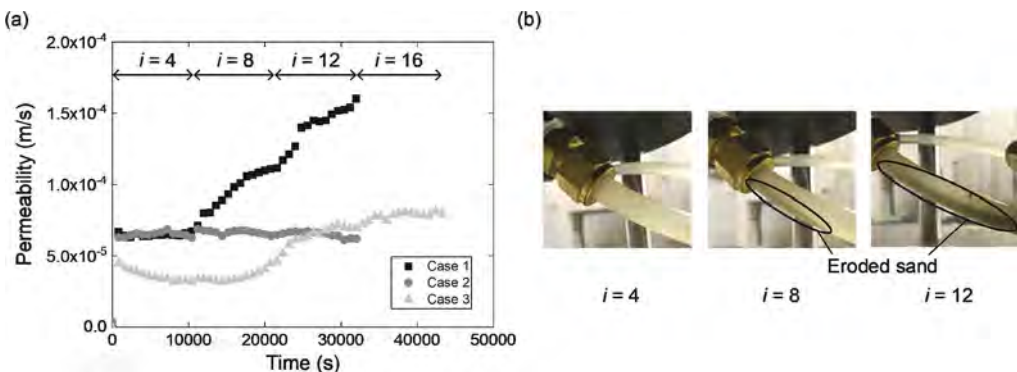 (a)
2.0x10⁻⁴
1.5x10⁻⁴
1.0x10⁻⁴
5.0x10⁻⁵
0.0
Permeability (m/s)
i = 4
i = 8
i = 12
i = 16
Case 1
Case 2
Case 3
0
10000
20000
30000
40000
50000
Time (s)
(b)
Eroded sand
i = 4
i = 8
i = 12